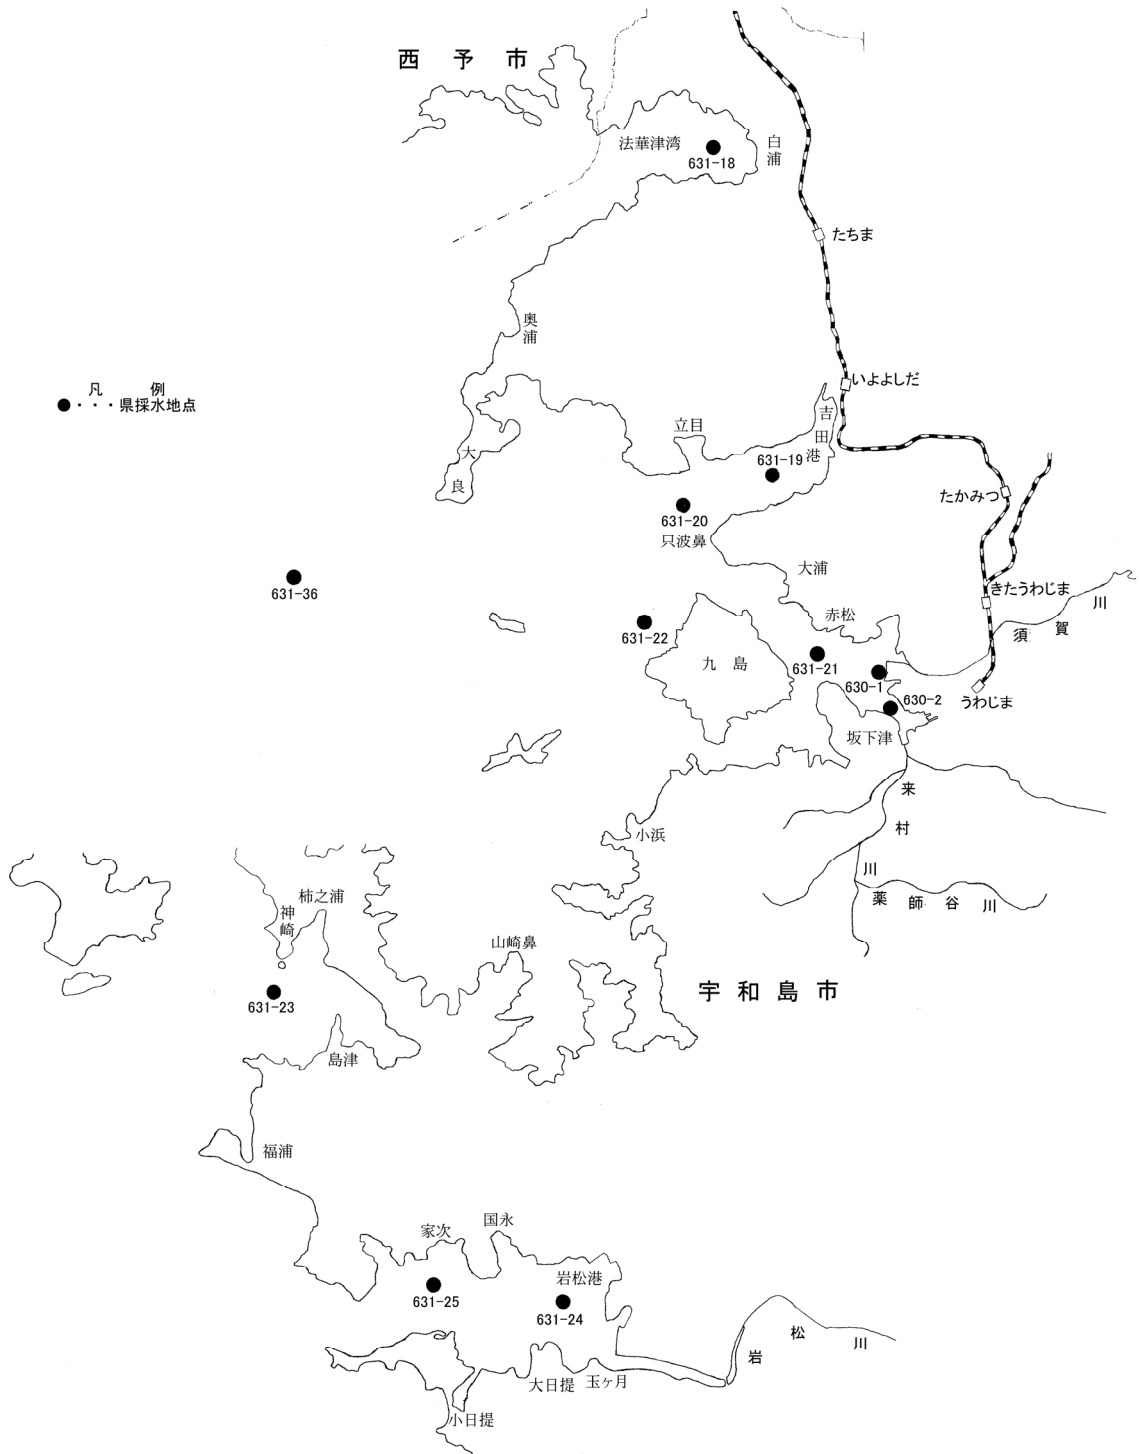 西予市
法華津湾
631-18
白浦
たちま
奥浦
いよよしだ
凡例
●・・・県採水地点
立目
吉田港
大良
631-19
たかみつ
631-20
只波鼻
大浦
631-36
きたうわじま
須賀川
赤松
631-22
九島
631-21
630-1
630-2
うわじま
坂下津
来村川
小浜
薬師谷川
柿之浦
神崎
山崎鼻
宇和島市
631-23
島津
福浦
国永
家次
岩松港
631-25
631-24
岩松川
大日提
玉ヶ月
小日提